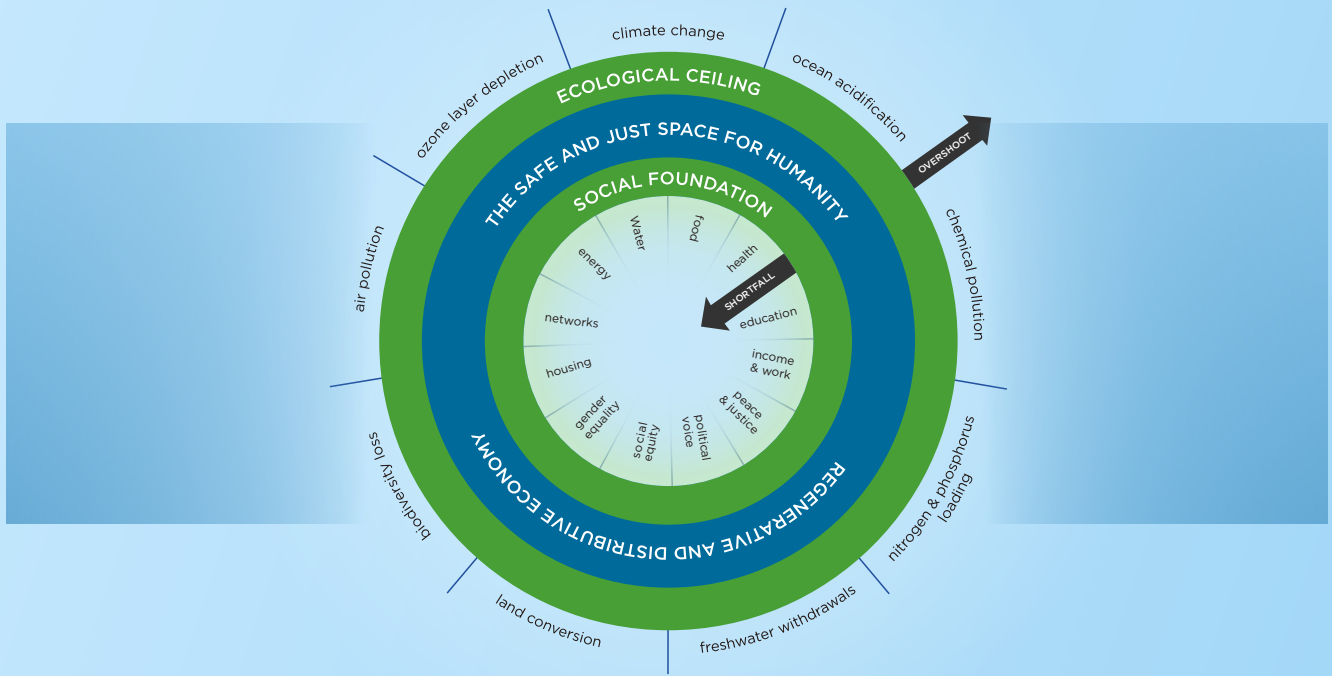 climate change
ocean acidification
chemical pollution
nitrogen & phosphorus
loading
freshwater withdrawals
land conversion
biodiversity loss
air pollution
ozone layer depletion
OVERSHOOT
ECOLOGICAL CEILING
THE SAFE AND JUST SPACE FOR HUMANITY
REGENERATIVE AND DISTRIBUTIVE ECONOMY
SOCIAL FOUNDATION
Water
food
health
SHORTFALL
education
income
& work
peace
& justice
political
voice
social
equity
gender
equality
housing
networks
energy